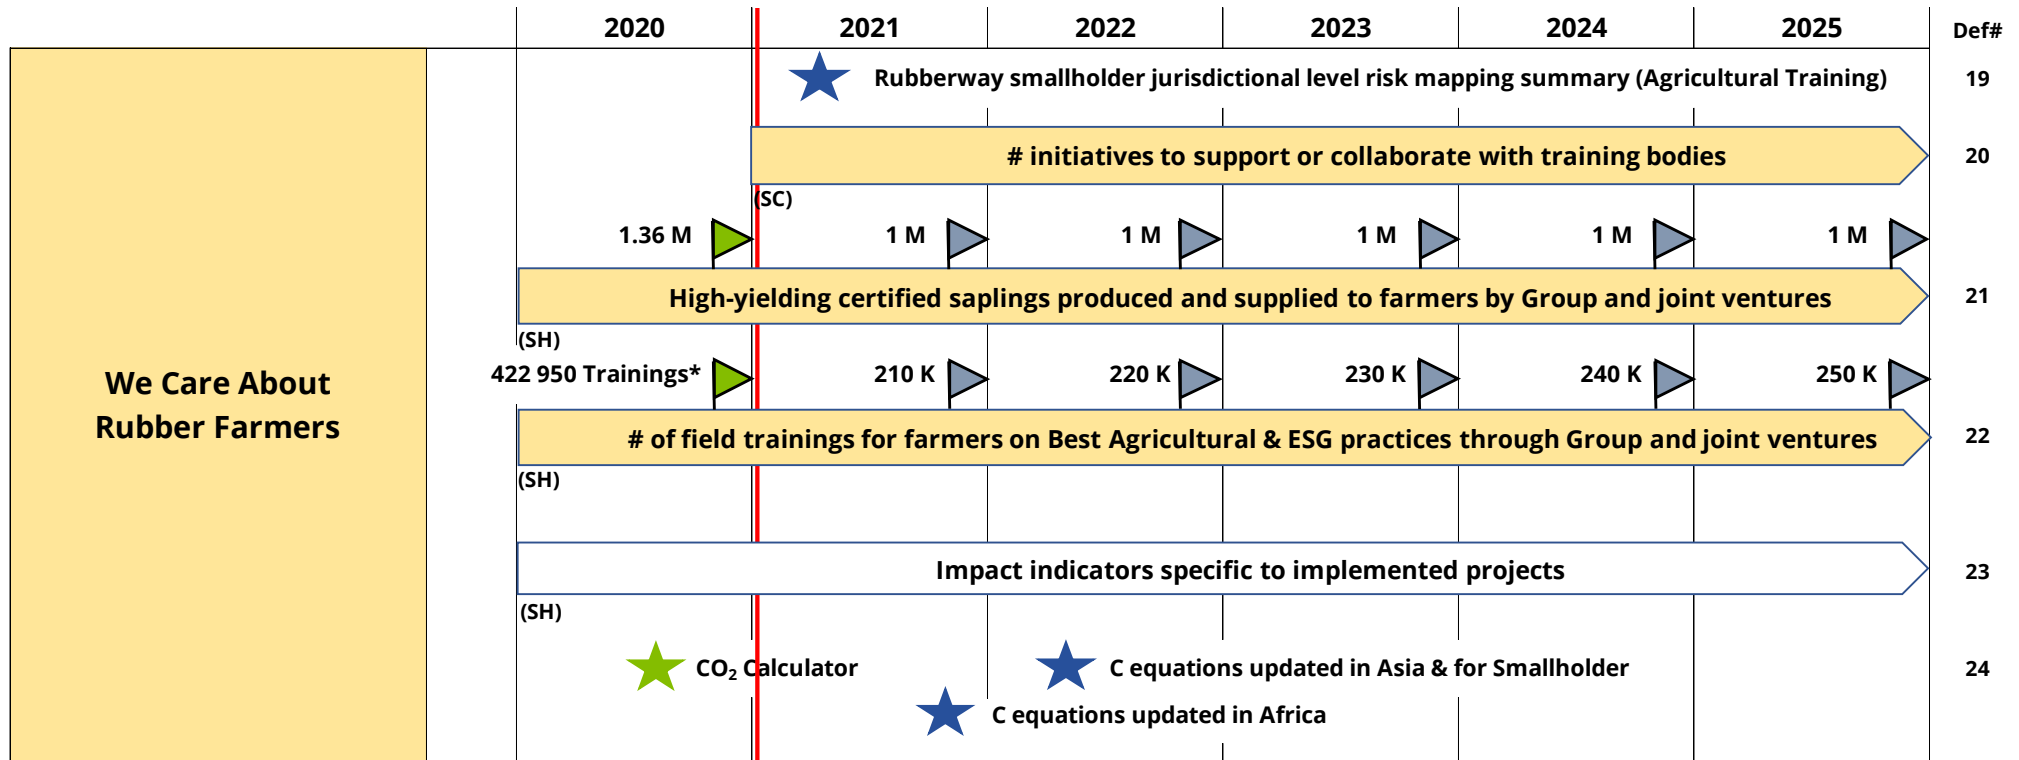 2020 2021 2022 2023 2024 2025 Def#
Rubberway smallholder jurisdictional level risk mapping summary (Agricultural Training) 19
# initiatives to support or collaborate with training bodies 20
(SC)
1.36 M 1 M 1 M 1 M 1 M 1 M
High-yielding certified saplings produced and supplied to farmers by Group and joint ventures 21
(SH)
422 950 Trainings* 210 K 220 K 230 K 240 K 250 K
We Care About
Rubber Farmers
# of field trainings for farmers on Best Agricultural & ESG practices through Group and joint ventures 22
(SH)
Impact indicators specific to implemented projects 23
(SH)
CO₂ Calculator C equations updated in Asia & for Smallholder 24
C equations updated in Africa